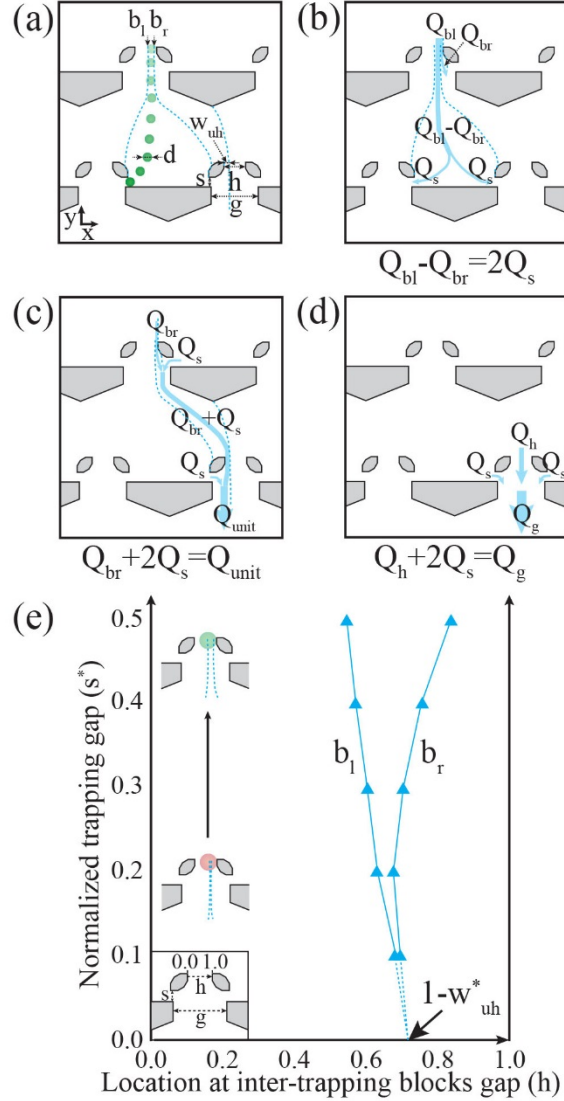 (a)
b_l b_r
w_uh
d
s
h
g
y
x
(b)
Q_bl
Q_br
Q_bl-Q_br
Q_s
Q_s
Q_bl-Q_br=2Q_s
(c)
Q_br
Q_s
Q_br+Q_s
Q_s
Q_unit
Q_br+2Q_s=Q_unit
(d)
Q_h
Q_s
Q_s
Q_g
Q_h+2Q_s=Q_g
(e)
Normalized trapping gap (s*)
0.5
0.4
0.3
0.2
0.1
0.0
b_l
b_r
0.0 1.0
h
s
g
1-w*_uh
0.0 0.2 0.4 0.6 0.8 1.0
Location at inter-trapping blocks gap (h)